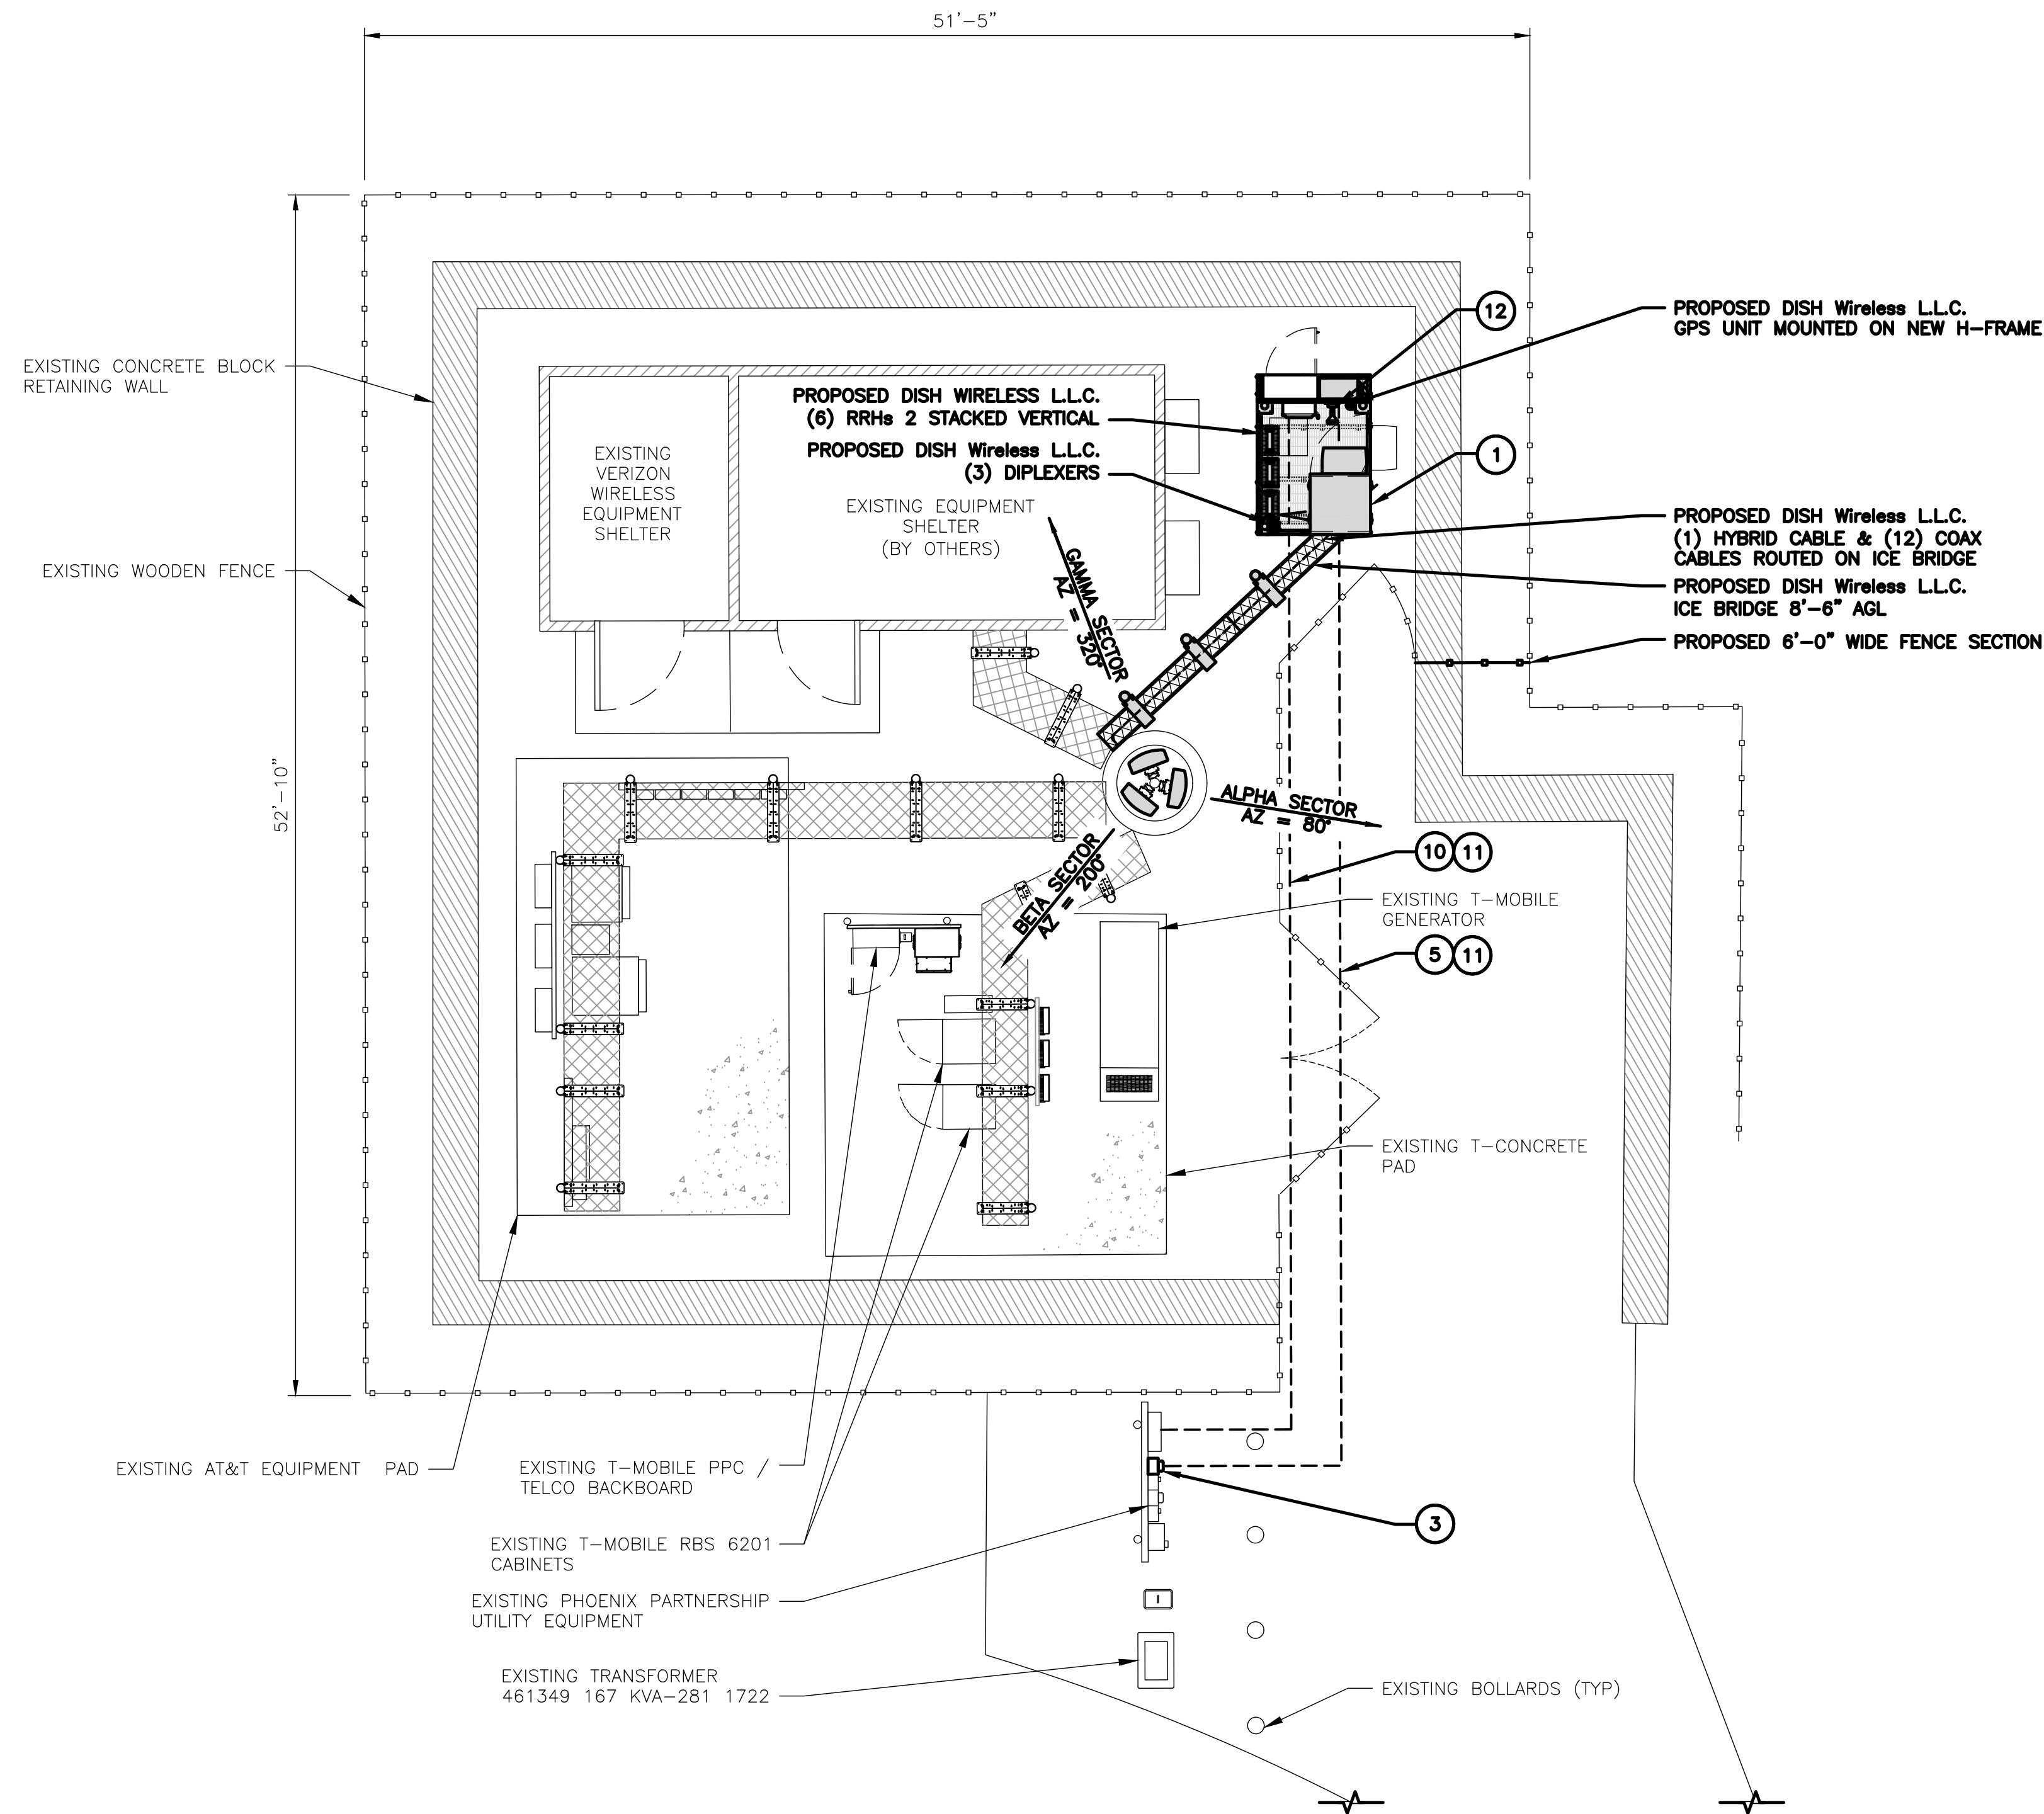 51'-5"
12
PROPOSED DISH Wireless L.L.C.
GPS UNIT MOUNTED ON NEW H-FRAME
EXISTING CONCRETE BLOCK
RETAINING WALL
PROPOSED DISH WIRELESS L.L.C.
(6) RRHs 2 STACKED VERTICAL
PROPOSED DISH Wireless L.L.C.
(3) DIPLEXERS
1
EXISTING
VERIZON
WIRELESS
EQUIPMENT
SHELTER
EXISTING EQUIPMENT
SHELTER
(BY OTHERS)
PROPOSED DISH Wireless L.L.C.
(1) HYBRID CABLE & (12) COAX
CABLES ROUTED ON ICE BRIDGE
EXISTING WOODEN FENCE
PROPOSED DISH Wireless L.L.C.
ICE BRIDGE 8'-6" AGL
GAMMA SECTOR
AZ = 320°
PROPOSED 6'-0" WIDE FENCE SECTION
52'-10"
ALPHA SECTOR
AZ = 80°
BETA SECTOR
AZ = 200°
10 11
EXISTING T-MOBILE
GENERATOR
5 11
EXISTING T-CONCRETE
PAD
EXISTING AT&T EQUIPMENT PAD
EXISTING T-MOBILE PPC /
TELCO BACKBOARD
3
EXISTING T-MOBILE RBS 6201
CABINETS
EXISTING PHOENIX PARTNERSHIP
UTILITY EQUIPMENT
EXISTING TRANSFORMER
461349 167 KVA-281 1722
EXISTING BOLLARDS (TYP)